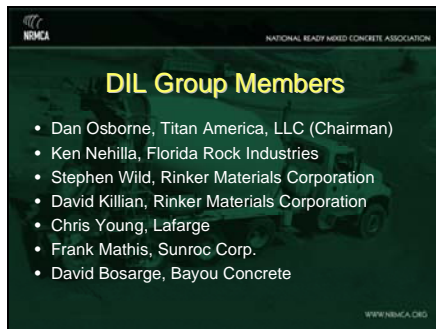 NRMCA
NATIONAL READY MIXED CONCRETE ASSOCIATION
DIL Group Members
• Dan Osborne, Titan America, LLC (Chairman)
• Ken Nehilla, Florida Rock Industries
• Stephen Wild, Rinker Materials Corporation
• David Killian, Rinker Materials Corporation
• Chris Young, Lafarge
• Frank Mathis, Sunroc Corp.
• David Bosarge, Bayou Concrete
WWW.NRMCA.ORG